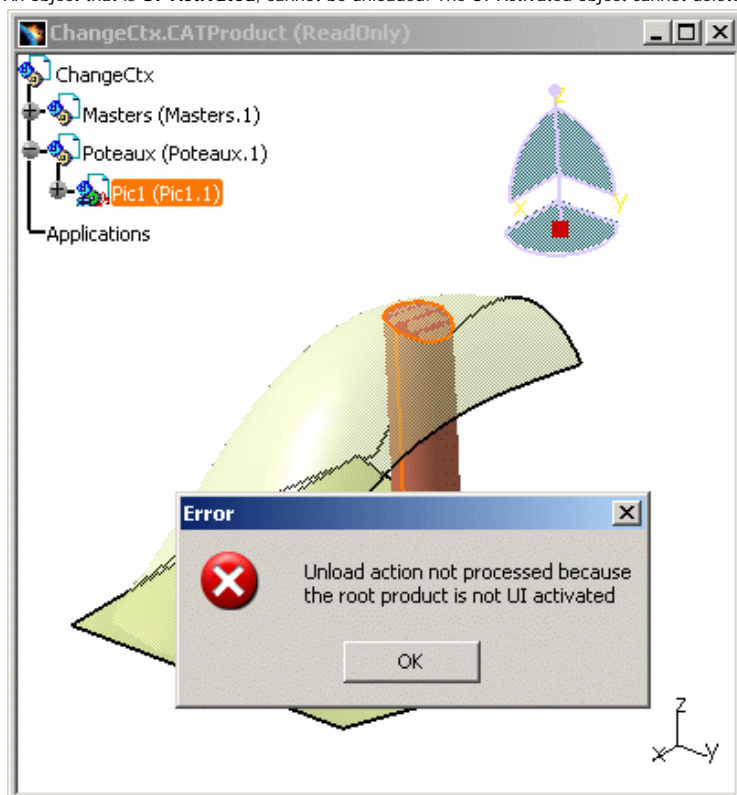 An object that is UI-Activated, cannot be unloaded. The UI-Activated object cannot delete
ChangeCtx.CATProduct (ReadOnly)
ChangeCtx
Masters (Masters.1)
Poteaux (Poteaux.1)
Pic1 (Pic1.1)
Applications
z
x
y
Error
Unload action not processed because
the root product is not UI activated
OK
z
x
y